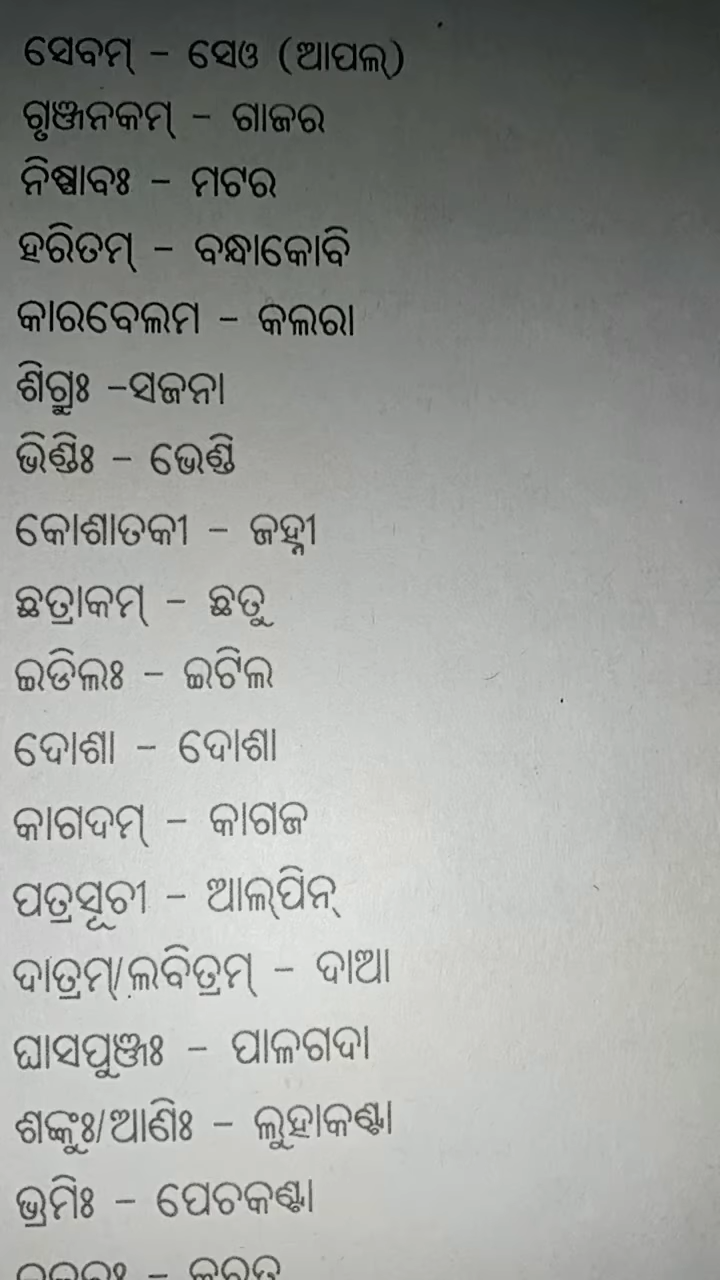 ସେବମ୍ – ସେଓ (ଆପଲ୍)
ଗୃଞ୍ଜନକମ୍ – ଗାଜର
ନିଷ୍ପାବଃ – ମଟର
ହରିତମ୍ – ବନ୍ଧାକୋବି
କାରବେଲମ – କଲରା
ଶିଗ୍ରୁଃ –ସଜନା
ଭିଣ୍ଡିଃ – ଭେଣ୍ଡି
କୋଶାତକୀ – ଜହ୍ନୀ
ଛତ୍ରାକମ୍ – ଛତୁ
ଇଡିଲଃ – ଇଟିଲ
ଦୋଶା – ଦୋଶା
କାଗଦମ୍ – କାଗଜ
ପତ୍ରସୂଚୀ – ଆଲ୍‌ପିନ୍
ଦାତ୍ରମ୍/ଲବିତ୍ରମ୍ – ଦାଆ
ଘାସପୁଞ୍ଜଃ – ପାଳଗଦା
ଶଙ୍କୁଃ/ଆଣିଃ – ଲୁହାକଣ୍ଟା
ଭ୍ରମିଃ – ପେଚକଣ୍ଟା